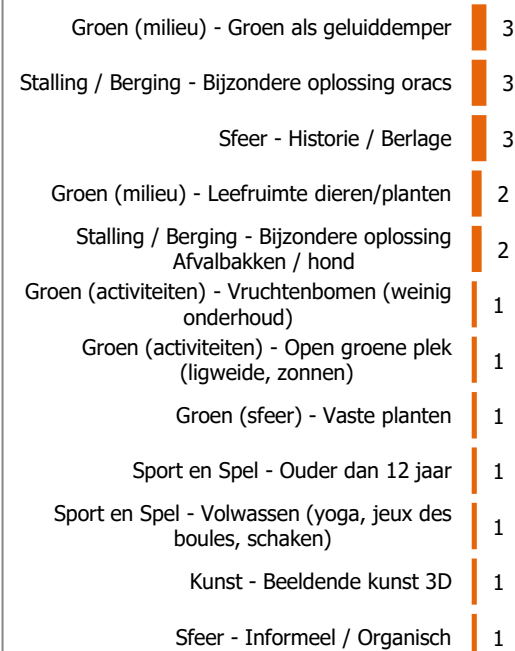 Groen (milieu) - Groen als geluiddemper 3
Stalling / Berging - Bijzondere oplossing oracs 3
Sfeer - Historie / Berlage 3
Groen (milieu) - Leefruimte dieren/planten 2
Stalling / Berging - Bijzondere oplossing
Afvalbakken / hond 2
Groen (activiteiten) - Vruchtenbomen (weinig
onderhoud) 1
Groen (activiteiten) - Open groene plek
(ligweide, zonnen) 1
Groen (sfeer) - Vaste planten 1
Sport en Spel - Ouder dan 12 jaar 1
Sport en Spel - Volwassen (yoga, jeux des
boules, schaken) 1
Kunst - Beeldende kunst 3D 1
Sfeer - Informeel / Organisch 1